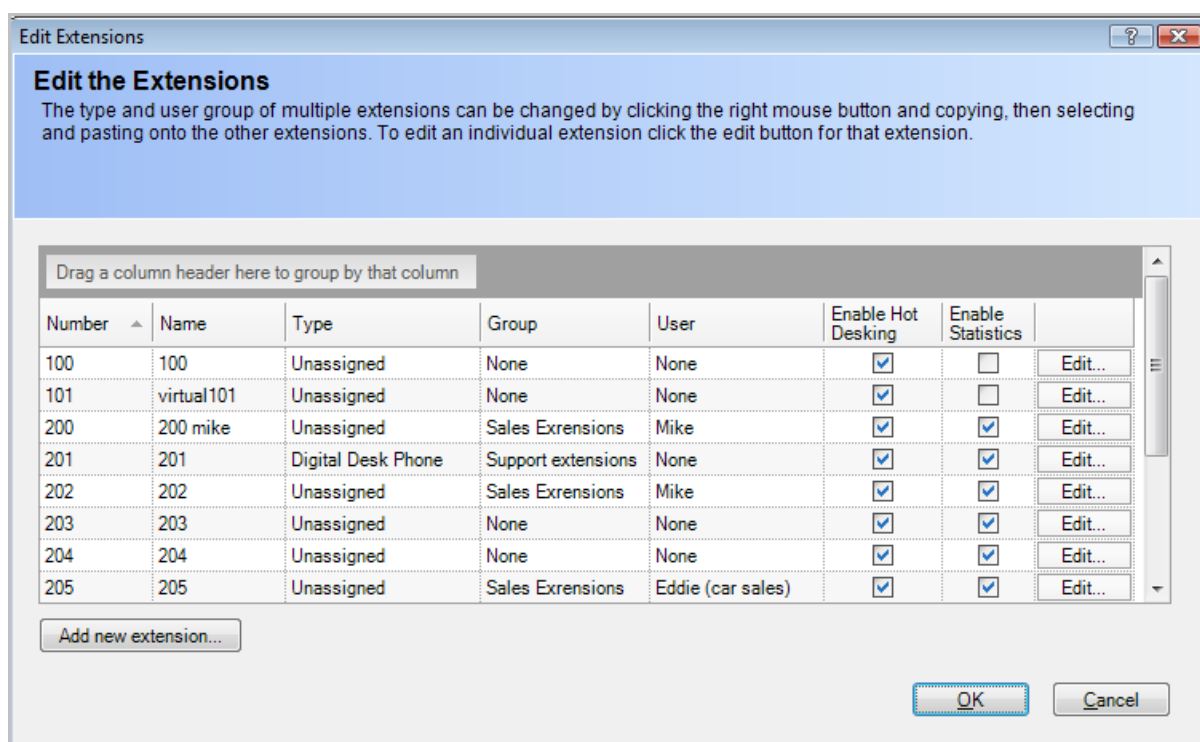 Edit Extensions
Edit the Extensions
The type and user group of multiple extensions can be changed by clicking the right mouse button and copying, then selecting
and pasting onto the other extensions. To edit an individual extension click the edit button for that extension.
Drag a column header here to group by that column
Number Name Type Group User Enable Hot Desking Enable Statistics
100 100 Unassigned None None Edit...
101 virtual101 Unassigned None None Edit...
200 200 mike Unassigned Sales Exrensions Mike Edit...
201 201 Digital Desk Phone Support extensions None Edit...
202 202 Unassigned Sales Exrensions Mike Edit...
203 203 Unassigned None None Edit...
204 204 Unassigned None None Edit...
205 205 Unassigned Sales Exrensions Eddie (car sales) Edit...
Add new extension...
OK Cancel